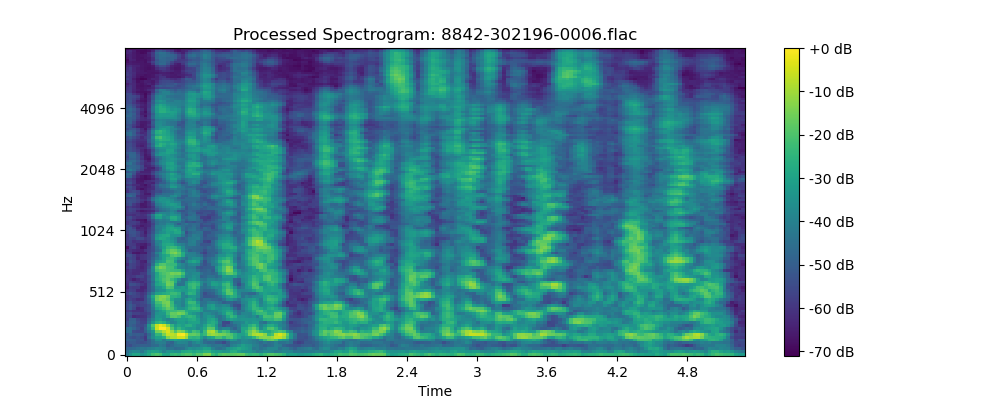 Processed Spectrogram: 8842-302196-0006.flac
Hz
4096
2048
1024
512
0
0 0.6 1.2 1.8 2.4 3 3.6 4.2 4.8
Time
+0 dB
-10 dB
-20 dB
-30 dB
-40 dB
-50 dB
-60 dB
-70 dB